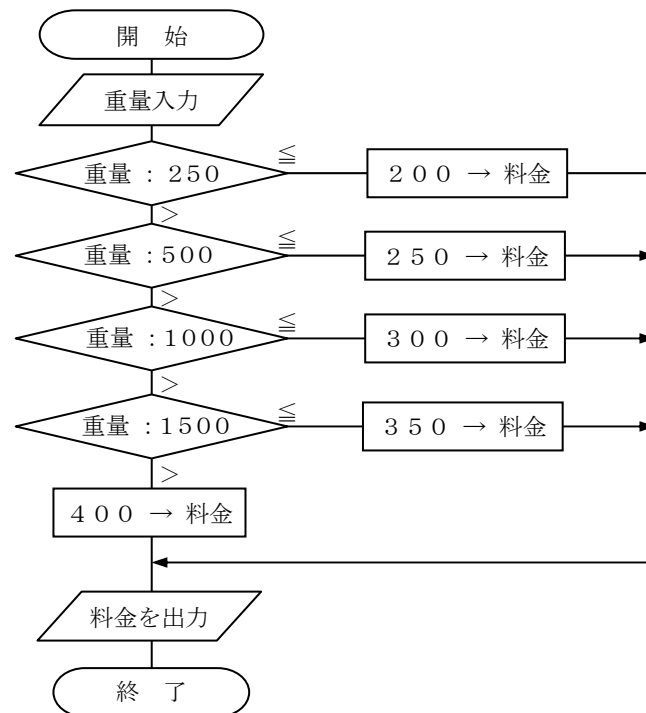 開　始
重量入力
重量 : ２５０
≦
２００ → 料金
＞
重量 :５００
≦
２５０ → 料金
＞
重量 :１０００
≦
３００ → 料金
＞
重量 :１５００
≦
３５０ → 料金
＞
４００ → 料金
料金を出力
終　了